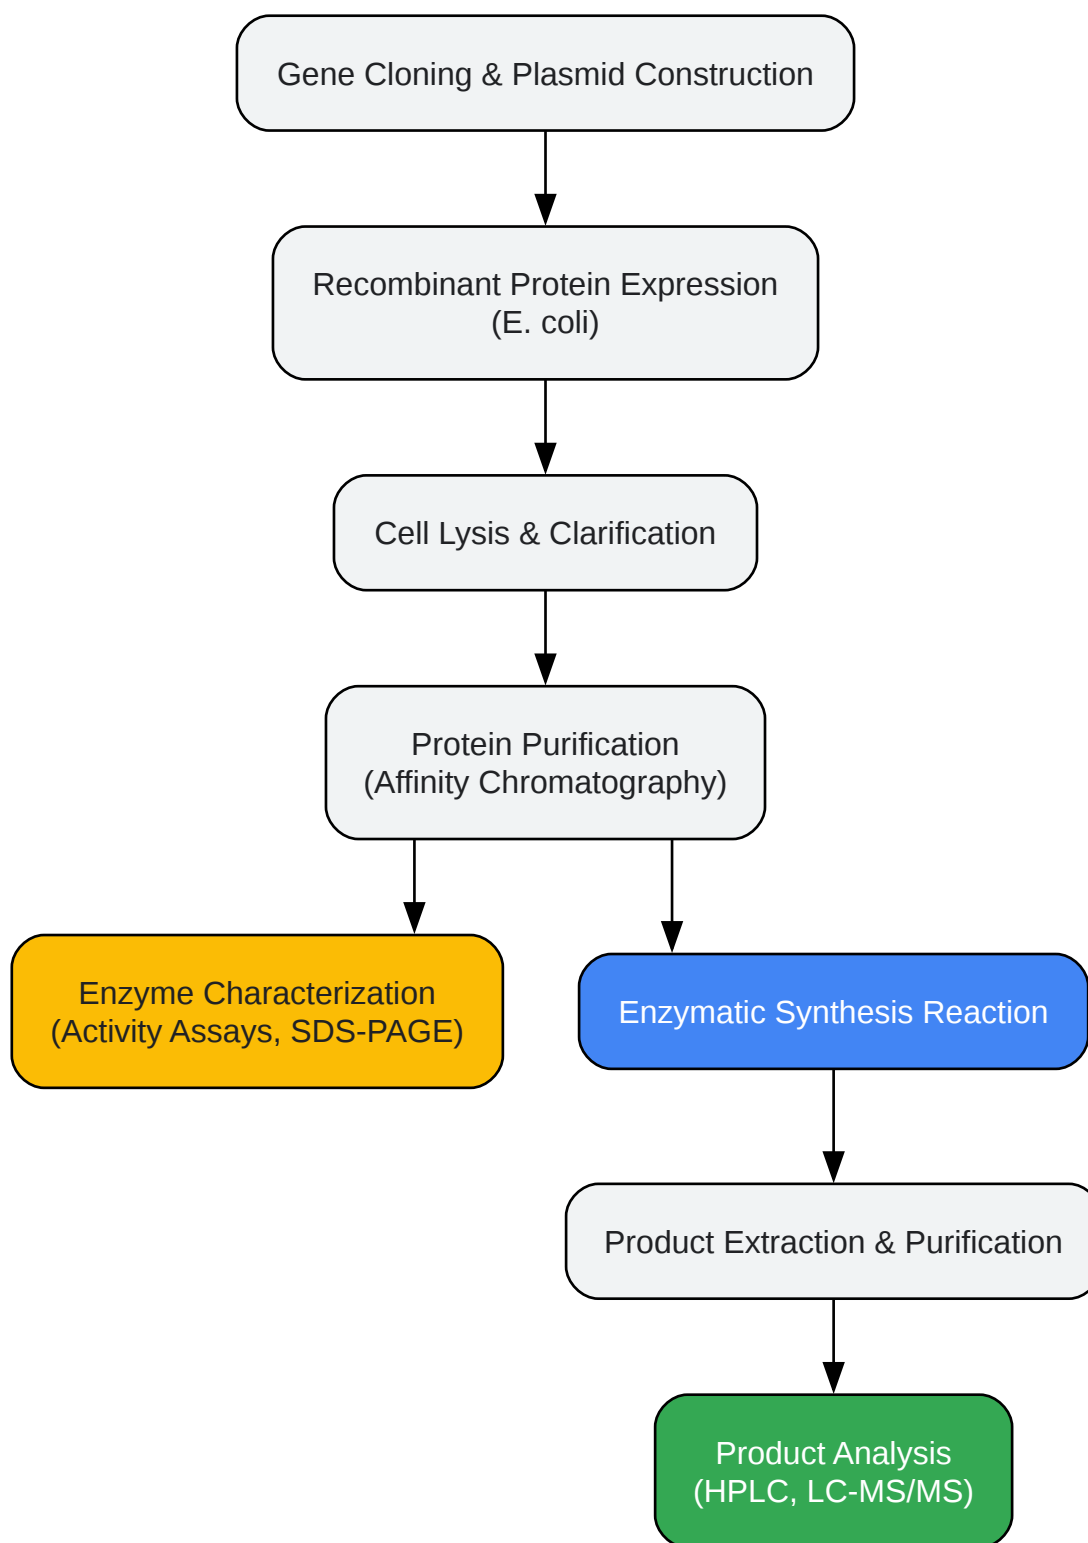 Gene Cloning & Plasmid Construction
Recombinant Protein Expression
(E. coli)
Cell Lysis & Clarification
Protein Purification
(Affinity Chromatography)
Enzyme Characterization
(Activity Assays, SDS-PAGE)
Enzymatic Synthesis Reaction
Product Extraction & Purification
Product Analysis
(HPLC, LC-MS/MS)